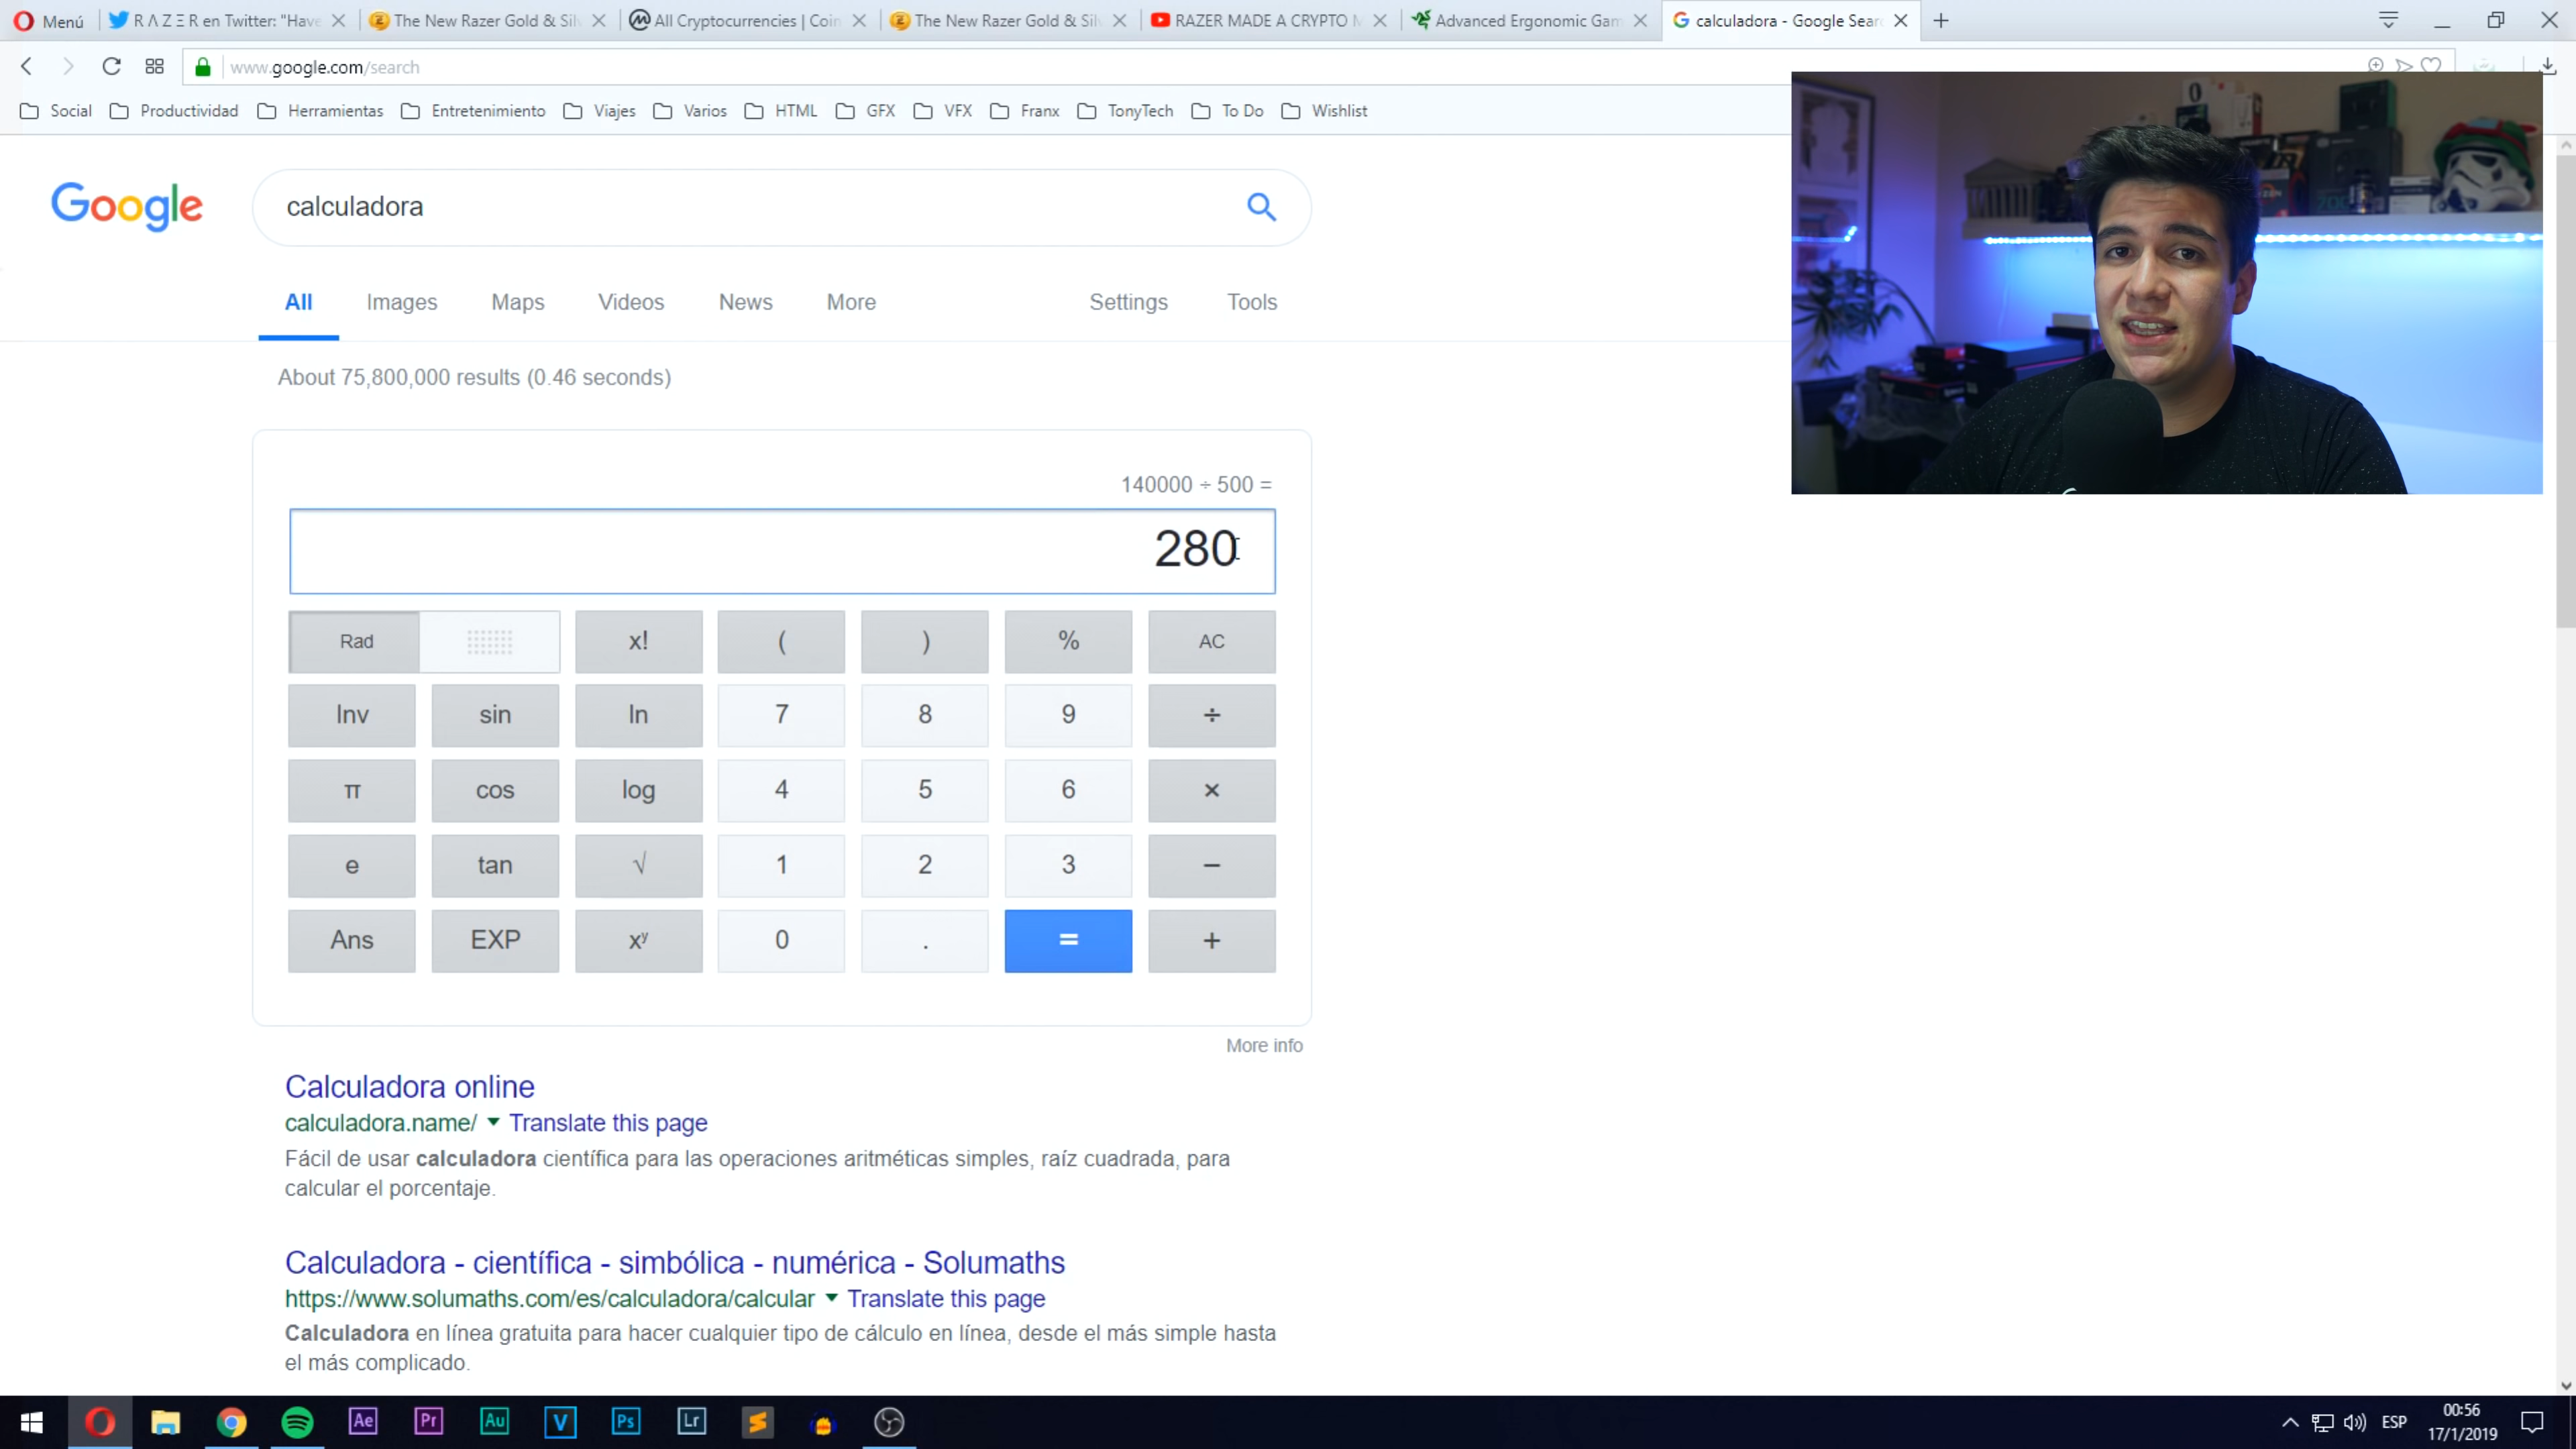 Menú
R Λ Z Ξ R en Twitter: "Have
The New Razer Gold & Sil
All Cryptocurrencies | Coin
The New Razer Gold & Sil
RAZER MADE A CRYPTO
Advanced Ergonomic Gam
calculadora - Google Sear
www.google.com/search
Social
Productividad
Herramientas
Entretenimiento
Viajes
Varios
HTML
GFX
VFX
Franx
TonyTech
To Do
Wishlist
Google
calculadora
All Images Maps Videos News More Settings Tools
About 75,800,000 results (0.46 seconds)
140000 ÷ 500 =
280
Rad x! ( ) % AC
Inv sin ln 7 8 9 ÷
π cos log 4 5 6 ×
e tan √ 1 2 3 −
Ans EXP xʸ 0 . = +
More info
Calculadora online
calculadora.name/ Translate this page
Fácil de usar calculadora científica para las operaciones aritméticas simples, raíz cuadrada, para
calcular el porcentaje.
Calculadora - científica - simbólica - numérica - Solumaths
https://www.solumaths.com/es/calculadora/calcular Translate this page
Calculadora en línea gratuita para hacer cualquier tipo de cálculo en línea, desde el más simple hasta
el más complicado.
Ae Pr Au V Ps Lr
ESP
00:56
17/1/2019